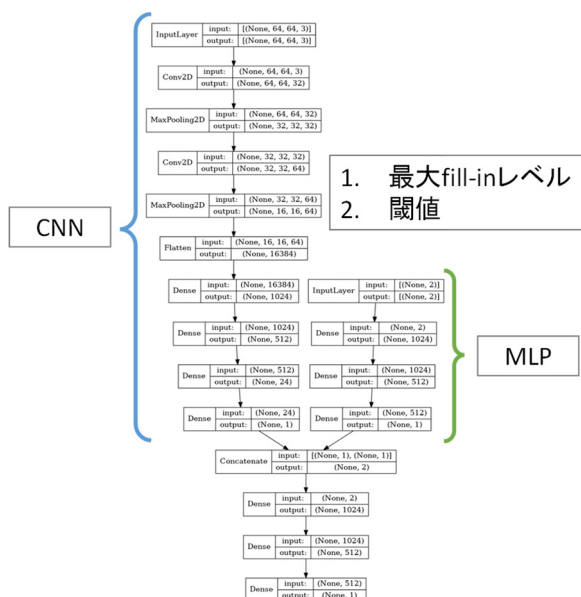 InputLayer
input: [(None, 64, 64, 3)]
output: [(None, 64, 64, 3)]
Conv2D
input: (None, 64, 64, 3)
output: (None, 64, 64, 32)
MaxPooling2D
input: (None, 64, 64, 32)
output: (None, 32, 32, 32)
Conv2D
input: (None, 32, 32, 32)
output: (None, 32, 32, 64)
MaxPooling2D
input: (None, 32, 32, 64)
output: (None, 16, 16, 64)
Flatten
input: (None, 16, 16, 64)
output: (None, 16384)
1. 最大fill-inレベル
2. 閾値
CNN
Dense
input: (None, 16384)
output: (None, 1024)
InputLayer
input: [(None, 2)]
output: [(None, 2)]
Dense
input: (None, 1024)
output: (None, 512)
Dense
input: (None, 2)
output: (None, 1024)
Dense
input: (None, 512)
output: (None, 24)
Dense
input: (None, 1024)
output: (None, 512)
MLP
Dense
input: (None, 24)
output: (None, 1)
Dense
input: (None, 512)
output: (None, 1)
Concatenate
input: [(None, 1), (None, 1)]
output: (None, 2)
Dense
input: (None, 2)
output: (None, 1024)
Dense
input: (None, 1024)
output: (None, 512)
Dense
input: (None, 512)
output: (None, 1)